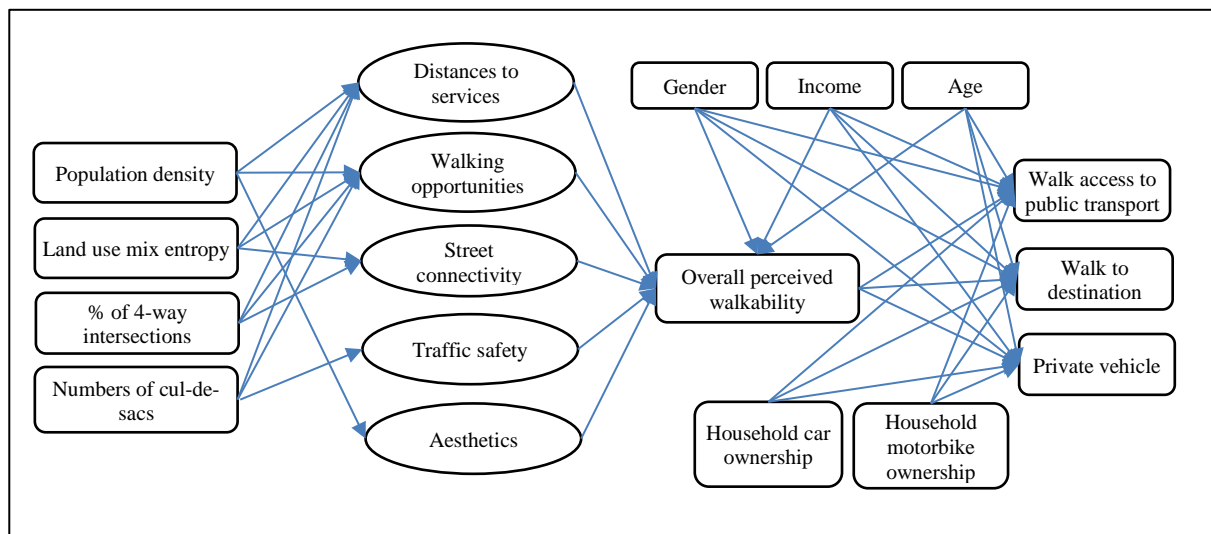 Population density
Land use mix entropy
% of 4-way
intersections
Numbers of cul-de-
sacs
Distances to
services
Walking
opportunities
Street
connectivity
Traffic safety
Aesthetics
Gender
Income
Age
Overall perceived
walkability
Household car
ownership
Household
motorbike
ownership
Walk access to
public transport
Walk to
destination
Private vehicle